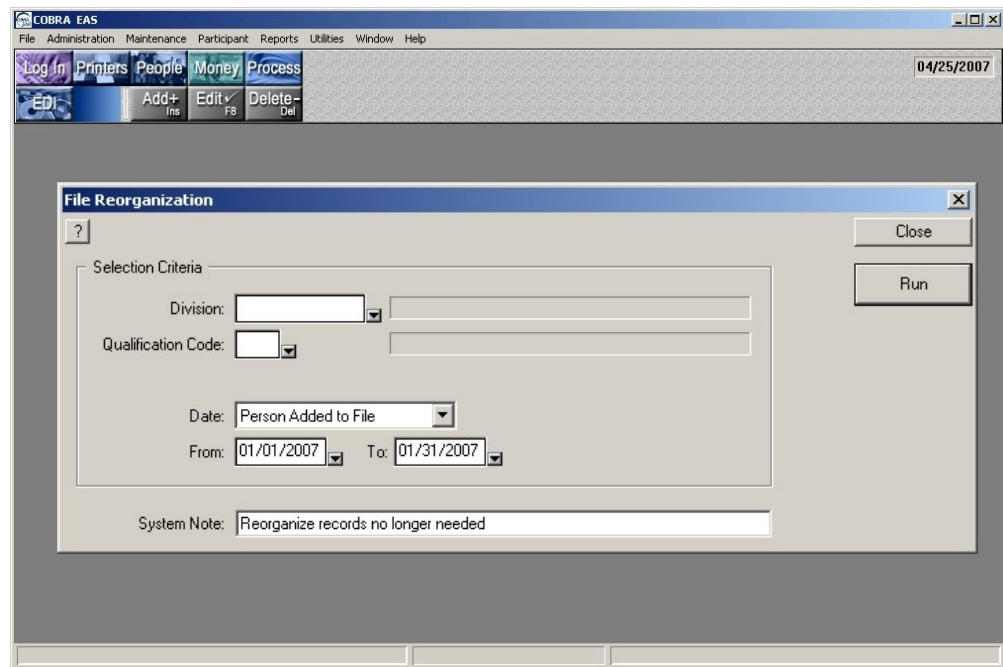 COBRA EAS
File Administration Maintenance Participant Reports Utilities Window Help
Log In Printers People Money Process
04/25/2007
EDI Add+ Ins Edit✓ F8 Delete- Del
File Reorganization
?
Close
Selection Criteria
Run
Division:
Qualification Code:
Date: Person Added to File
From: 01/01/2007 To: 01/31/2007
System Note: Reorganize records no longer needed